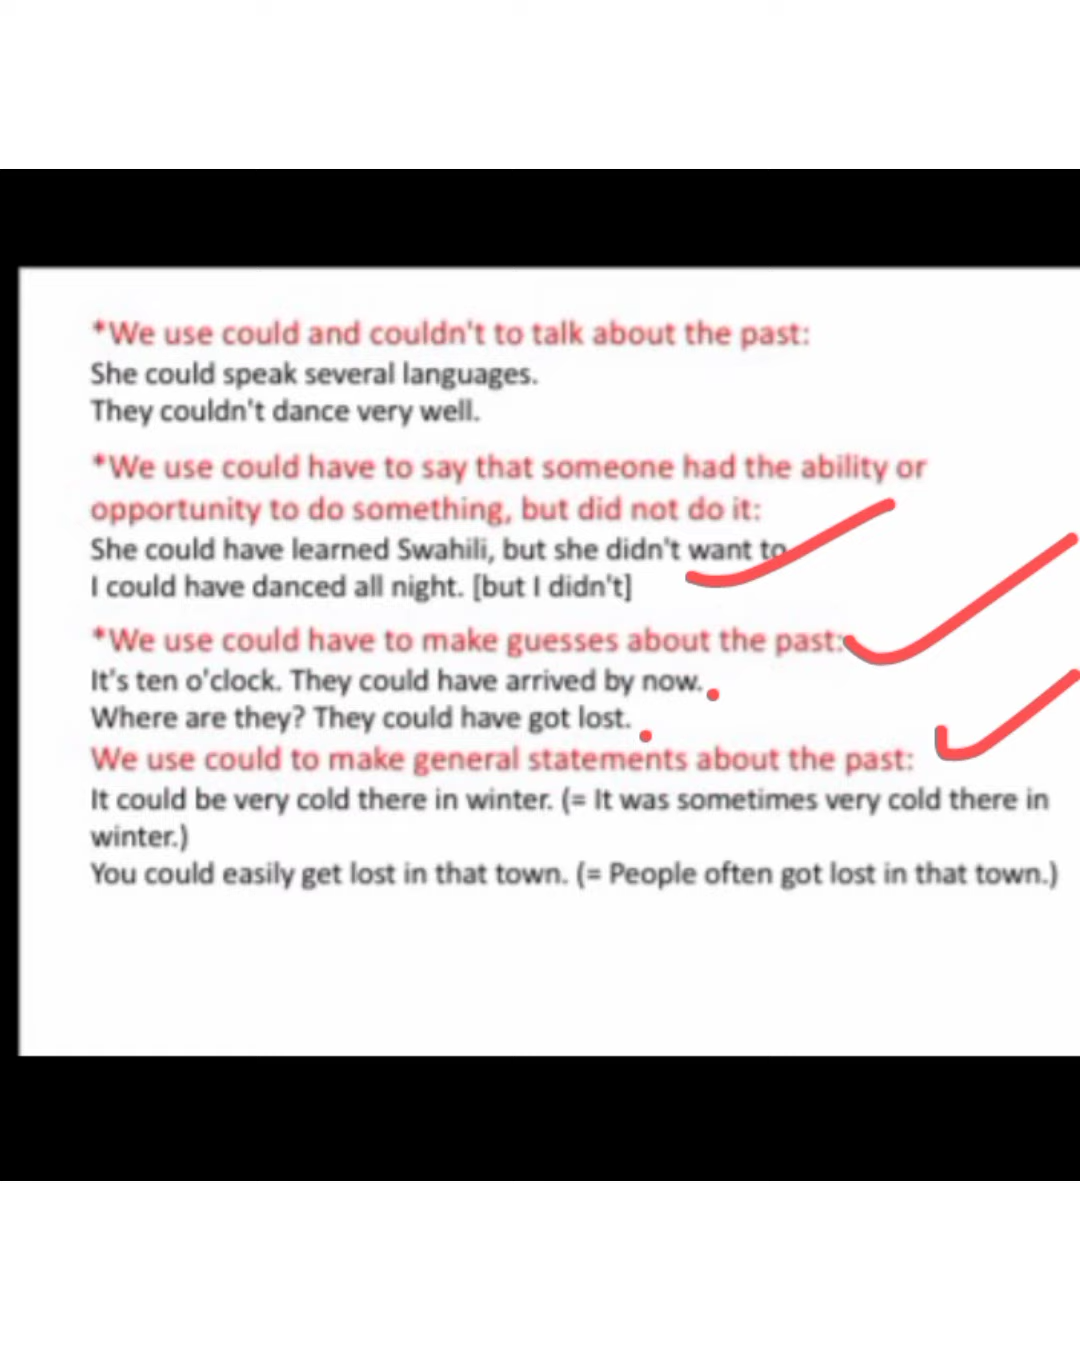 *We use could and couldn't to talk about the past:
She could speak several languages.
They couldn't dance very well.
*We use could have to say that someone had the ability or
opportunity to do something, but did not do it:
She could have learned Swahili, but she didn't want to
I could have danced all night. [but I didn't]
*We use could have to make guesses about the past:
It's ten o'clock. They could have arrived by now.
Where are they? They could have got lost.
We use could to make general statements about the past:
It could be very cold there in winter. (= It was sometimes very cold there in
winter.)
You could easily get lost in that town. (= People often got lost in that town.)